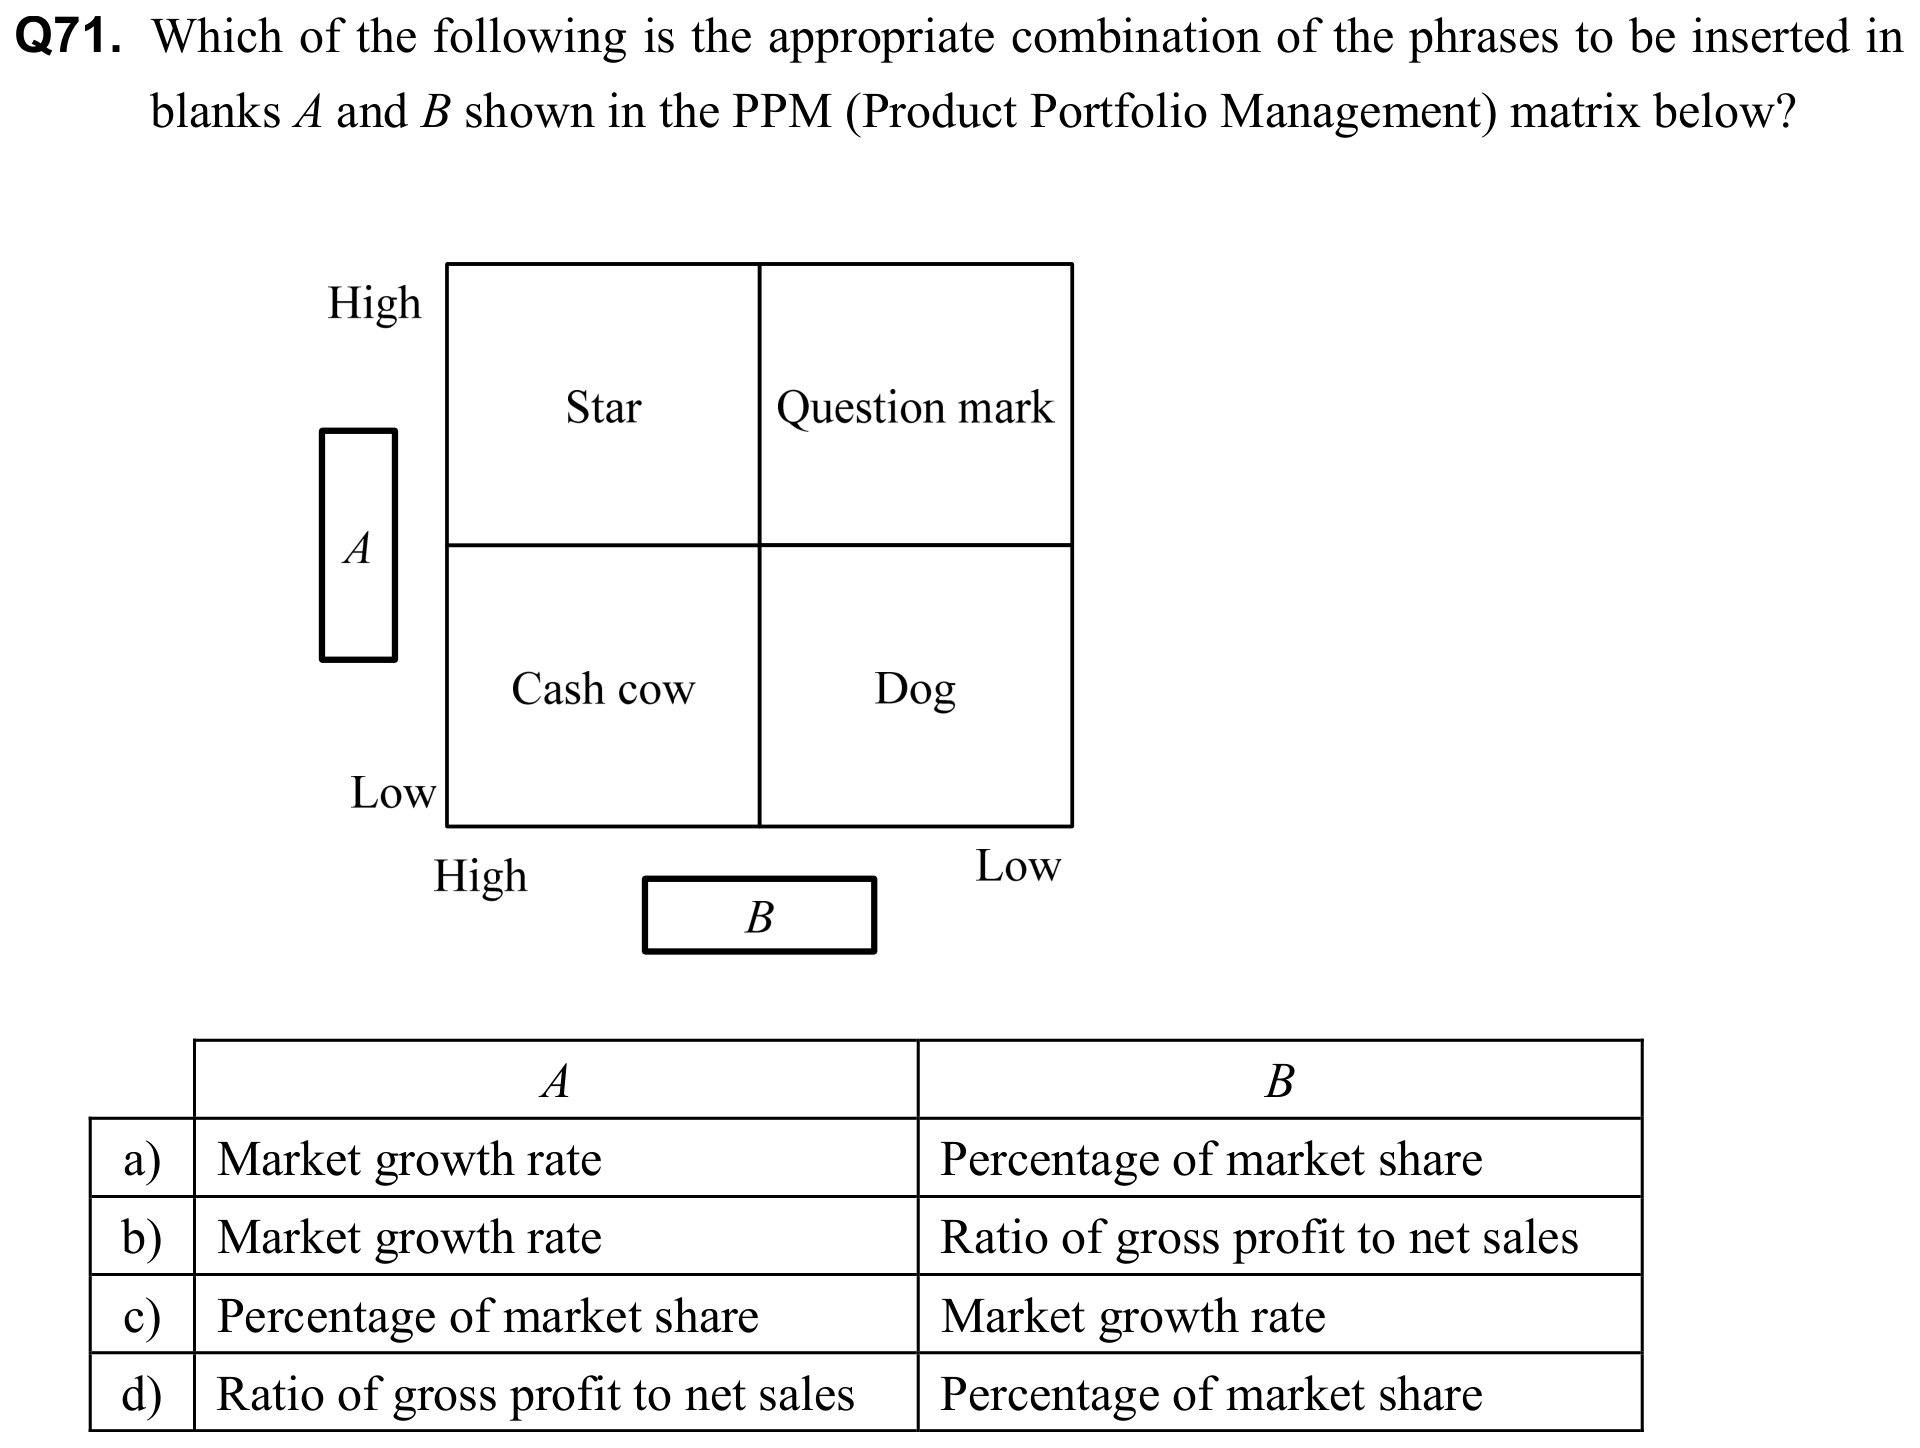 Q71. Which of the following is the appropriate combination of the phrases to be inserted in
blanks A and B shown in the PPM (Product Portfolio Management) matrix below?
High
Star
Question mark
A
Cash cow
Dog
Low
High
Low
B
A B
a) Market growth rate Percentage of market share
b) Market growth rate Ratio of gross profit to net sales
c) Percentage of market share Market growth rate
d) Ratio of gross profit to net sales Percentage of market share